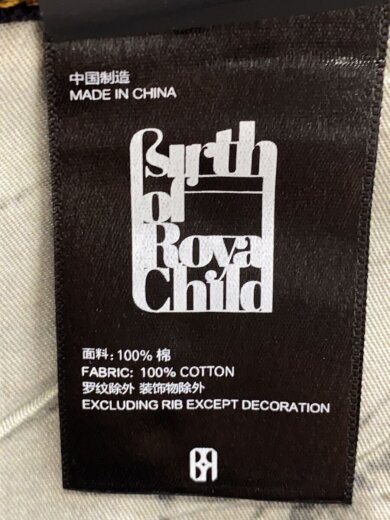 中国制造
MADE IN CHINA
Birth
of
Royal
Child
面料: 100% 棉
FABRIC: 100% COTTON
罗纹除外 装饰物除外
EXCLUDING RIB EXCEPT DECORATION